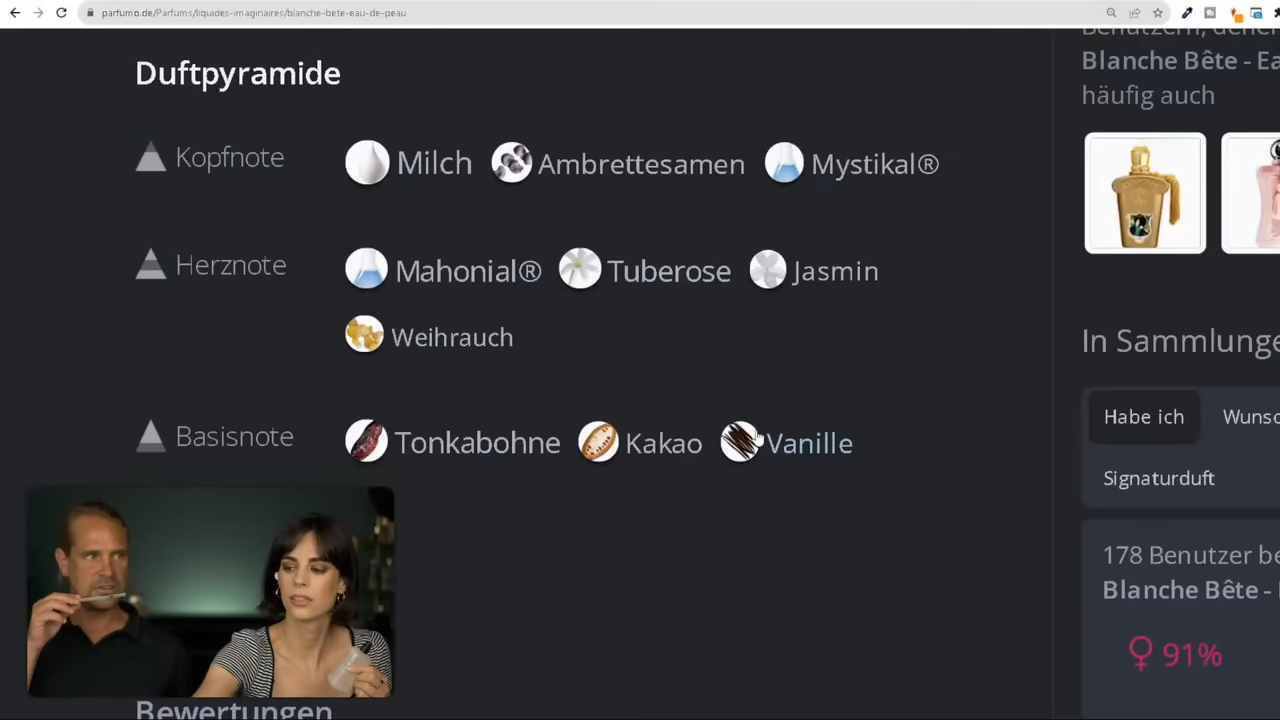 parfumo.de/Parfums/liquides-imaginaires/blanche-bete-eau-de-peau
Duftpyramide
Kopfnote Milch Ambrettesamen Mystikal®
Herznote Mahonial® Tuberose Jasmin
Weihrauch
Basisnote Tonkabohne Kakao Vanille
Bewertungen
Benutzern, denen
Blanche Bête - Ea
häufig auch
In Sammlunge
Habe ich Wunsc
Signaturduft
178 Benutzer be
Blanche Bête -
91%